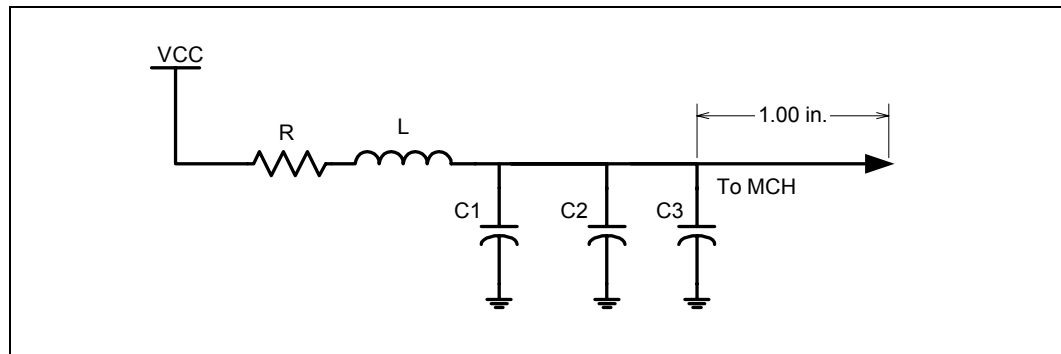 VCC
1.00 in.
R
L
To MCH
C1
C2
C3